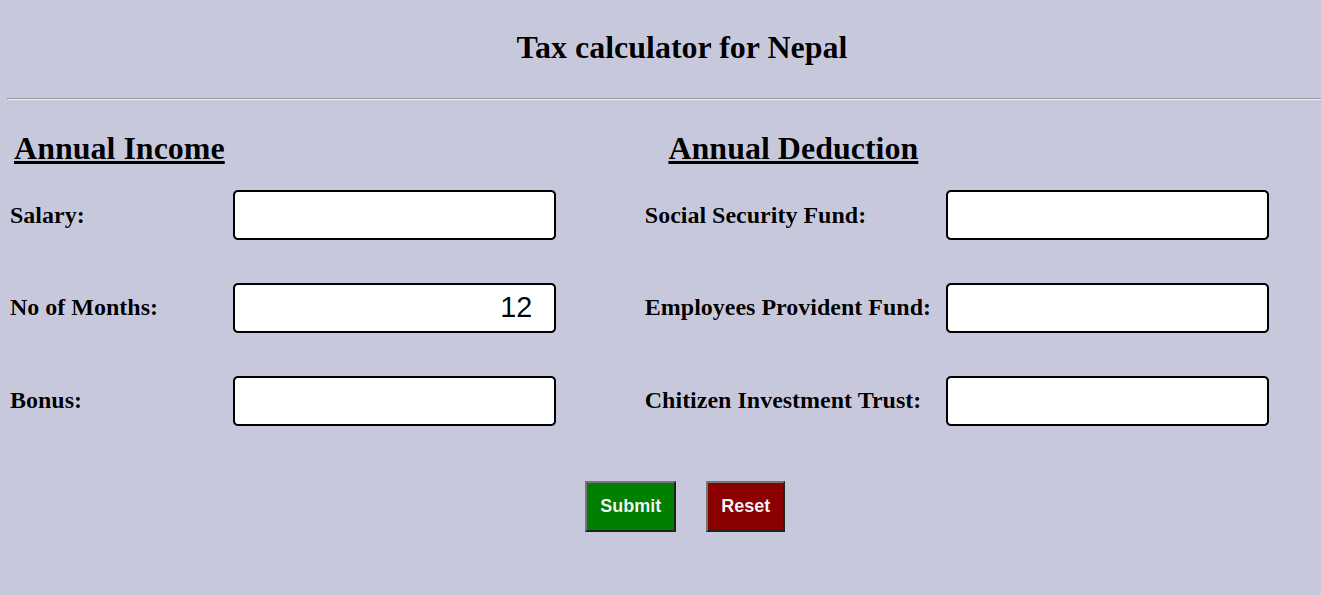 Tax calculator for Nepal
Annual Income
Annual Deduction
Salary:
Social Security Fund:
No of Months:
12
Employees Provident Fund:
Bonus:
Chitizen Investment Trust:
Submit
Reset